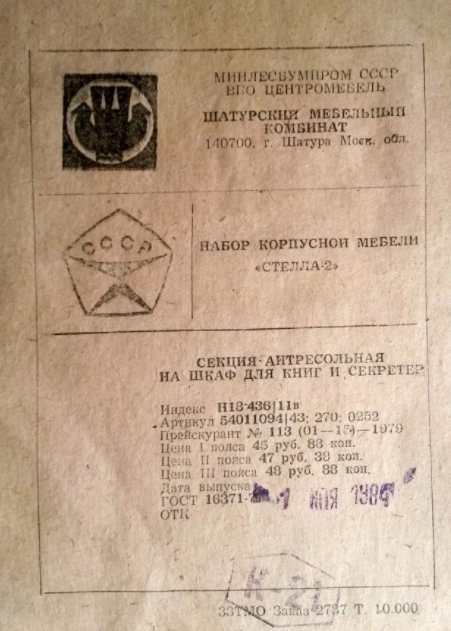 МИНЛЕСБУМПРОМ СССР
ВПО ЦЕНТРОМЕБЕЛЬ
ШАТУРСКИЙ МЕБЕЛЬНЫЙ
КОМБИНАТ
140700, г. Шатура Моск. обл.
СССР
НАБОР КОРПУСНОЙ МЕБЕЛИ
«СТЕЛЛА-2»
СЕКЦИЯ-АНТРЕСОЛЬНАЯ
НА ШКАФ ДЛЯ КНИГ И СЕКРЕТЕР
Индекс Н13-436|11в
Артикул 54011094|43; 270; 0252
Прейскурант № 113 (01—15)—1979
Цена I пояса 45 руб. 83 коп.
Цена II пояса 47 руб. 38 коп.
Цена III пояса 48 руб. 88 коп.
Дата выпуска
ГОСТ 16371-
ОТК
К-21
ЗЗТМО Заказ 2787 Т. 10.000